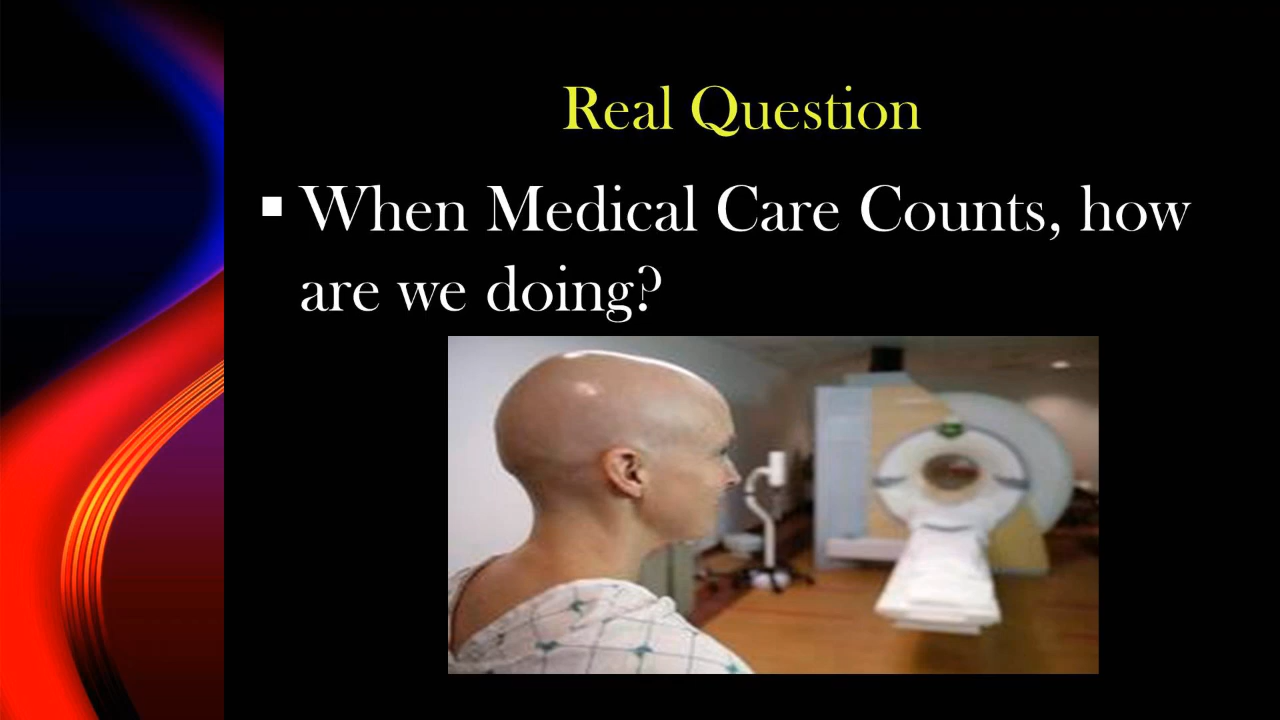 Real Question
▪ When Medical Care Counts, how
are we doing?